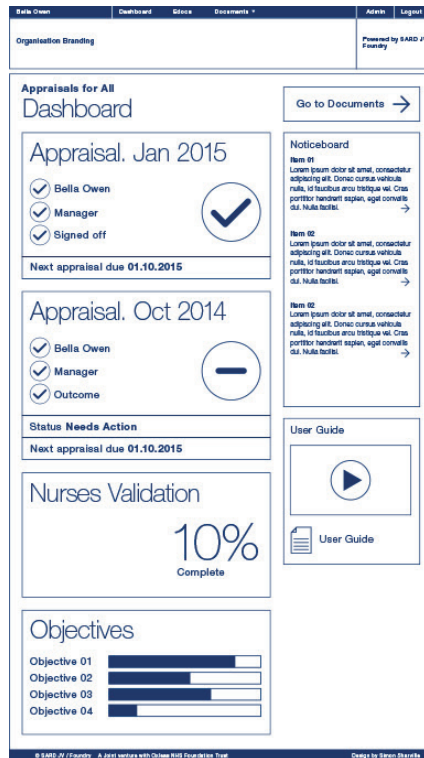 Bella Owen Dashboard Edocs Documents Admin Logout
Organisation Branding
Powered by SARD JV
Foundry
Appraisals for All
Dashboard
Go to Documents
Appraisal. Jan 2015
Bella Owen
Manager
Signed off
Next appraisal due 01.10.2015
Appraisal. Oct 2014
Bella Owen
Manager
Outcome
Status Needs Action
Next appraisal due 01.10.2015
Nurses Validation
10%
Complete
Objectives
Objective 01
Objective 02
Objective 03
Objective 04
Noticeboard
Item 01
Lorem ipsum dolor sit amet, consectetur
adipiscing elit. Donec cursus vehicula
nulla, id faucibus arcu tristique vel. Cras
porttitor hendrerit sapien, eget convallis
dui. Nulla facilisi.
Item 02
Lorem ipsum dolor sit amet, consectetur
adipiscing elit. Donec cursus vehicula
nulla, id faucibus arcu tristique vel. Cras
porttitor hendrerit sapien, eget convallis
dui. Nulla facilisi.
Item 02
Lorem ipsum dolor sit amet, consectetur
adipiscing elit. Donec cursus vehicula
nulla, id faucibus arcu tristique vel. Cras
porttitor hendrerit sapien, eget convallis
dui. Nulla facilisi.
User Guide
User Guide
© SARD JV / Foundry A Joint venture with Oxleas NHS Foundation Trust Design by Simon Sharville